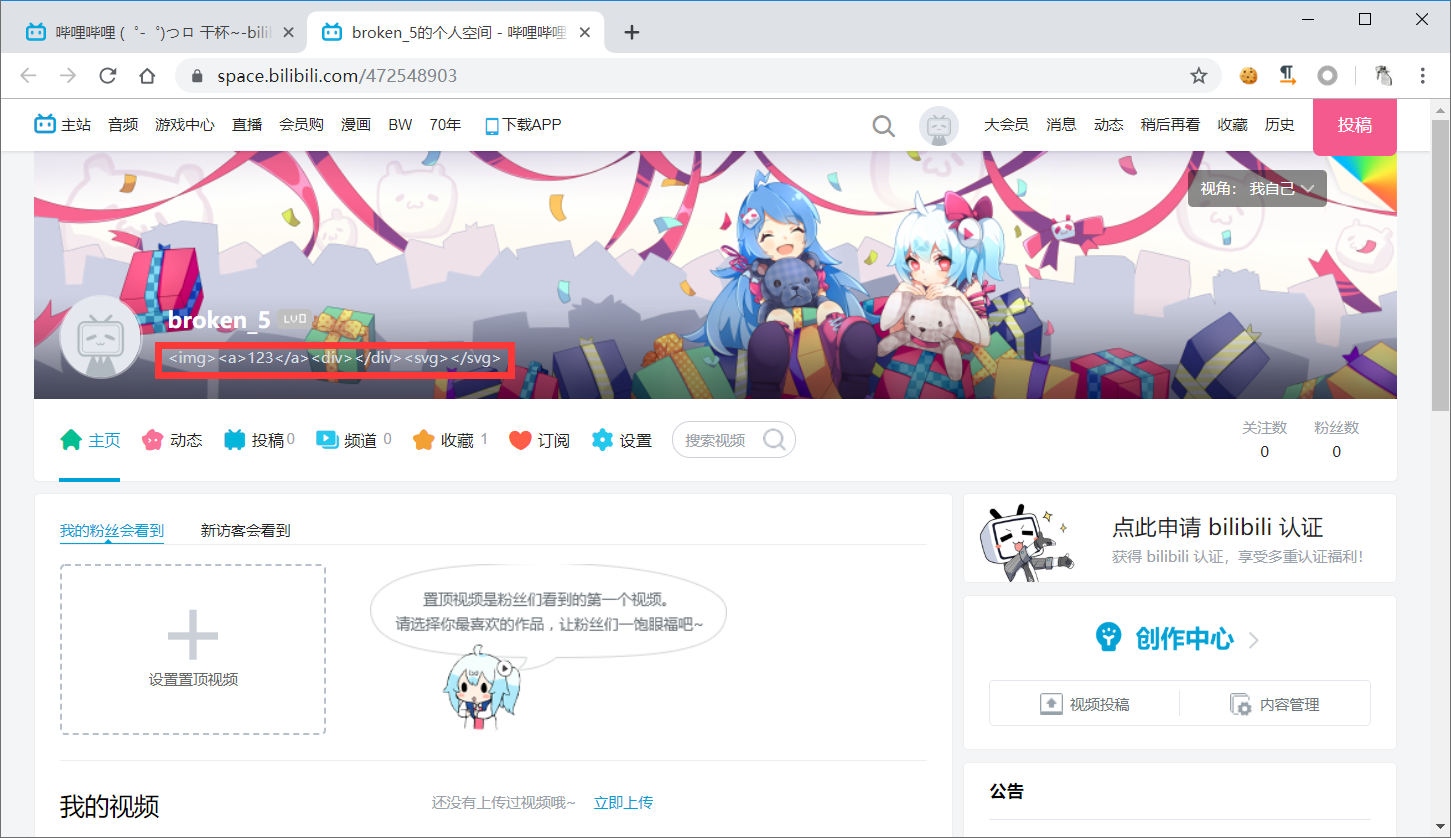 哔哩哔哩 (゜-゜)つロ 干杯~-bili
broken_5的个人空间 - 哔哩哔哩
space.bilibili.com/472548903
主站 音频 游戏中心 直播 会员购 漫画 BW 70年 下载APP 大会员 消息 动态 稍后再看 收藏 历史 投稿
视角: 我自己
broken_5 LV0
<img><a>123</a><div></div><svg></svg>
主页 动态 投稿 0 频道 0 收藏 1 订阅 设置 搜索视频
关注数 粉丝数
0 0
我的粉丝会看到 新访客会看到
设置置顶视频
置顶视频是粉丝们看到的第一个视频。
请选择你最喜欢的作品，让粉丝们一饱眼福吧~
点此申请 bilibili 认证
获得 bilibili 认证，享受多重认证福利！
创作中心
视频投稿 内容管理
我的视频 还没有上传过视频哦~ 立即上传
公告